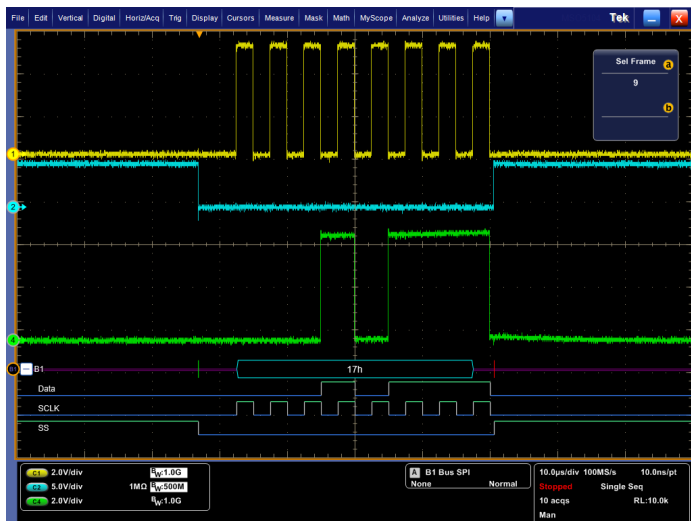 File Edit Vertical Digital Horiz/Acq Trig Display Cursors Measure Mask Math MyScope Analyze Utilities Help Tek X
Sel Frame a
9
b
1
2
4
B1 B1 17h
Data
SCLK
SS
C1 2.0V/div BW:1.0G
C2 5.0V/div 1MΩ BW:500M
C4 2.0V/div BW:1.0G
A B1 Bus SPI
None Normal
10.0µs/div 100MS/s 10.0ns/pt
Stopped Single Seq
10 acqs RL:10.0k
Man